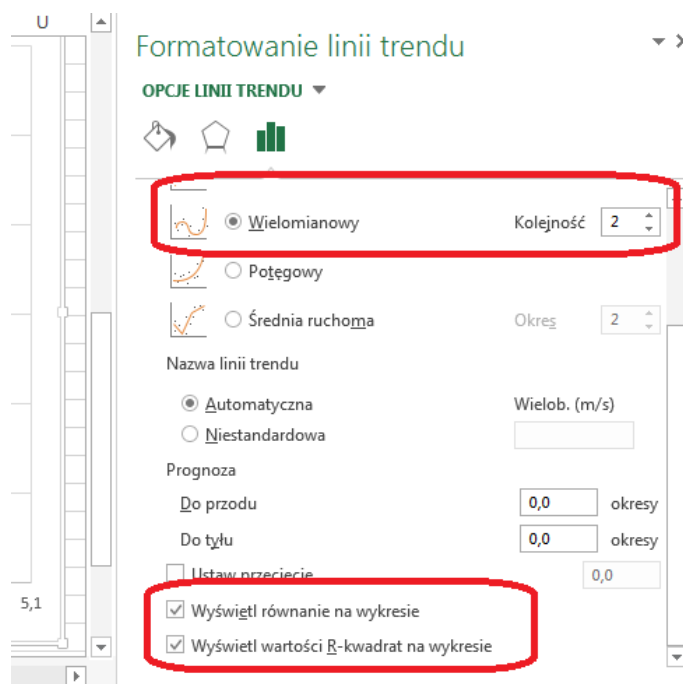 U
Formatowanie linii trendu
OPCJE LINII TRENDU
Wielomianowy Kolejność 2
Potęgowy
Średnia ruchoma Okres 2
Nazwa linii trendu
Automatyczna Wielob. (m/s)
Niestandardowa
Prognoza
Do przodu 0,0 okresy
Do tyłu 0,0 okresy
Ustaw przecięcie 0,0
5,1
Wyświetl równanie na wykresie
Wyświetl wartości R-kwadrat na wykresie